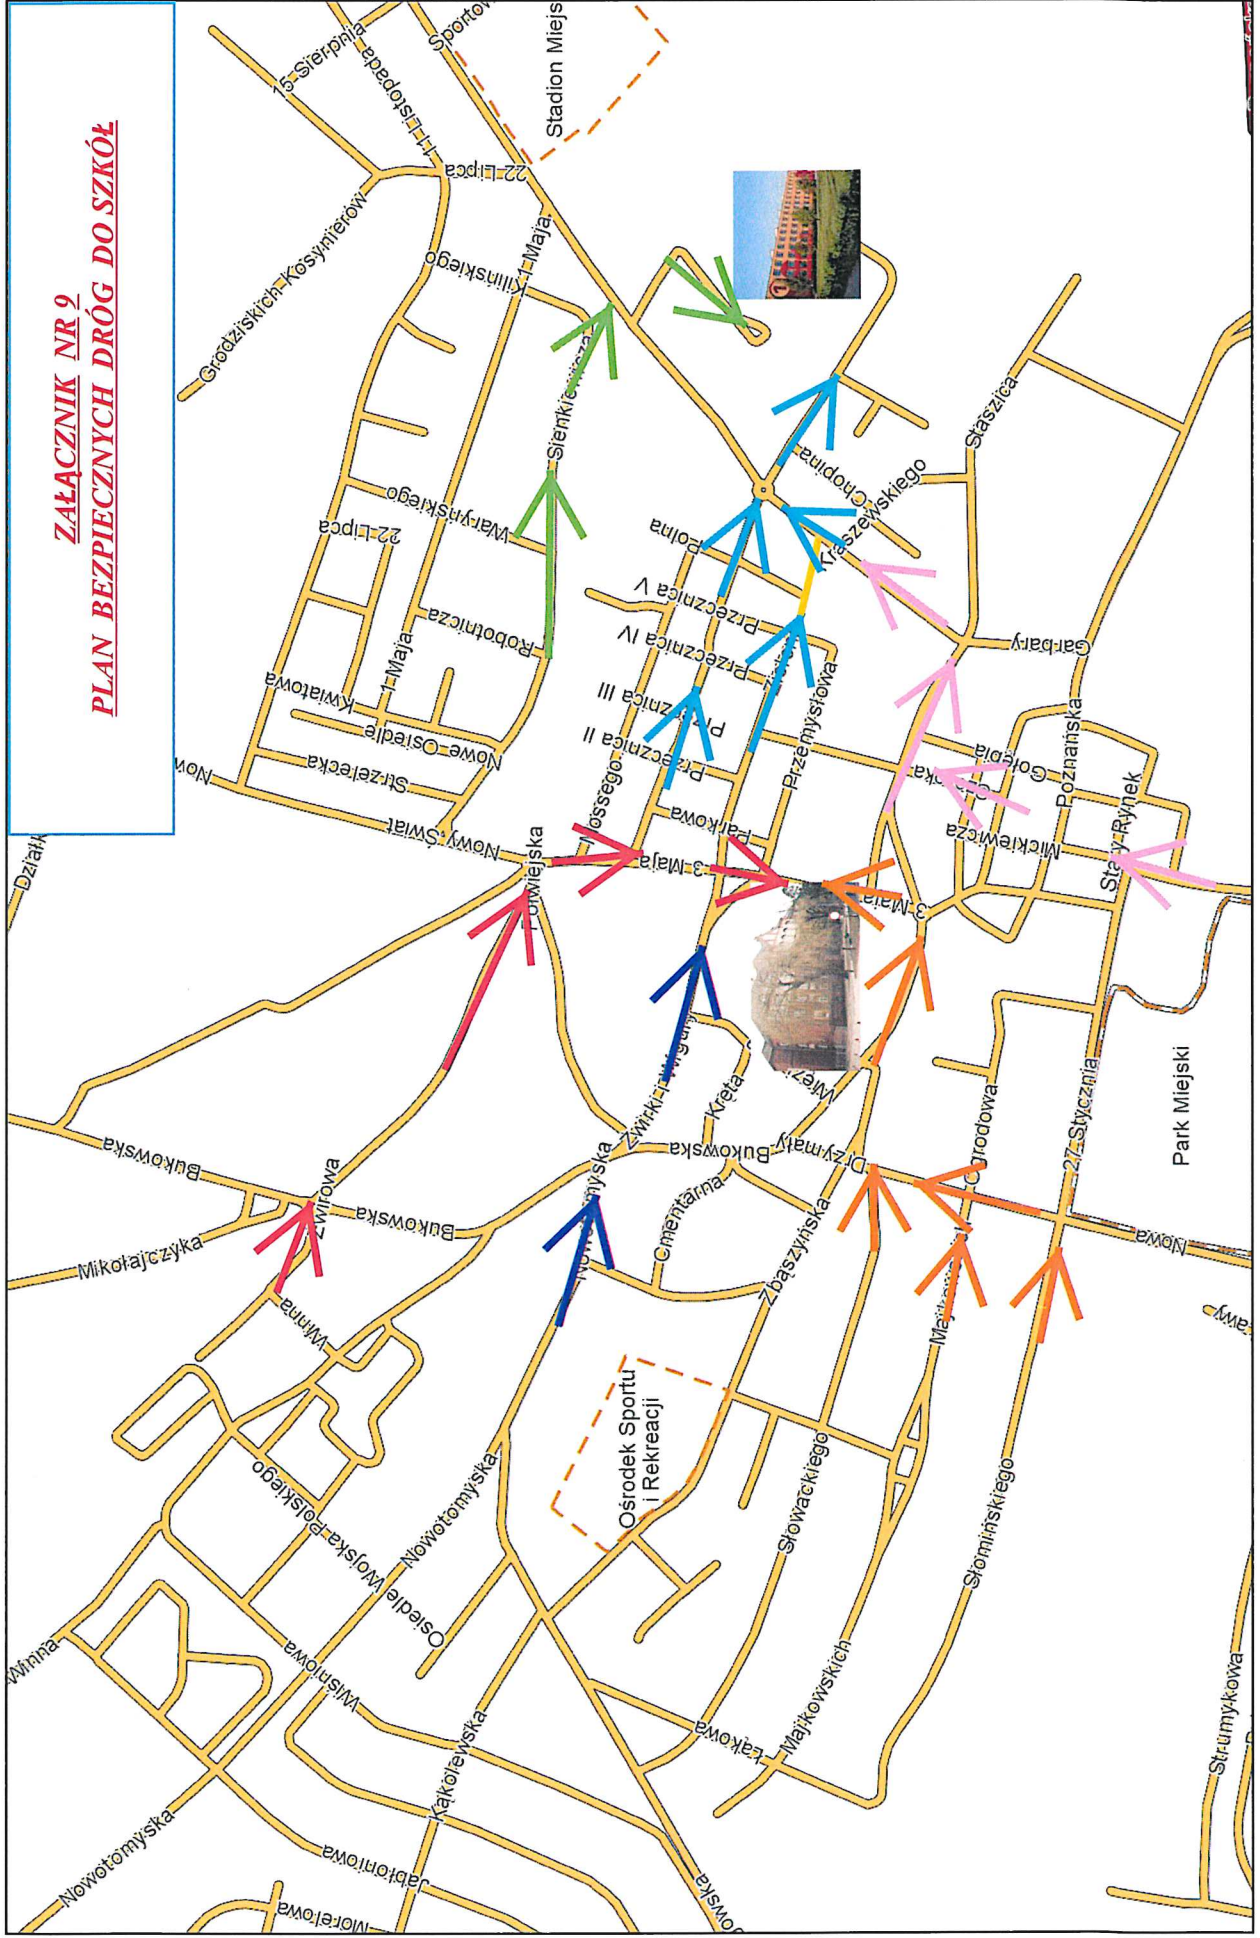 ZAŁĄCZNIK NR 9
PLAN BEZPIECZNYCH DRÓG DO SZKÓŁ
15 Sierpnia
11 Listopada
22 Lipca
Stadion Miejs
Grodziskich Kosynierów
Kilińskiego
1 Maja
Sienkiewicza
Waryńskiego
22 Lipca
Robotnicza
1 Maja
Kwiatowa
Nowe Osiedle
Strzelecka
Nowy Świat
Polna
Przecznica V
Przecznica IV
Przecznica III
Przecznica II
Parkowa
3 Maja
Przemysłowa
Chopina
Kraszewskiego
Staszica
Garbary
Gołębia
Poznańska
Mickiewicza
Stary Rynek
3 Maja
Bukowska
Mikołajczyka
Żwirowa
Bukowska
Winna
Żwirki i Wigury
Kręta
Bukowska
Drzymały
Cmentarna
Zbąszyńska
Ogrodowa
27 Stycznia
Park Miejski
Nowa
Ośrodek Sportu
i Rekreacji
Słowackiego
Słomińskiego
Majkowskich
Łąkowa
Nowotomyska
Osiedle Wojska Polskiego
Wiśniowa
Winna
Kąkolewska
Nowotomyska
Jabłoniowa
Morelowa
Strumykowa